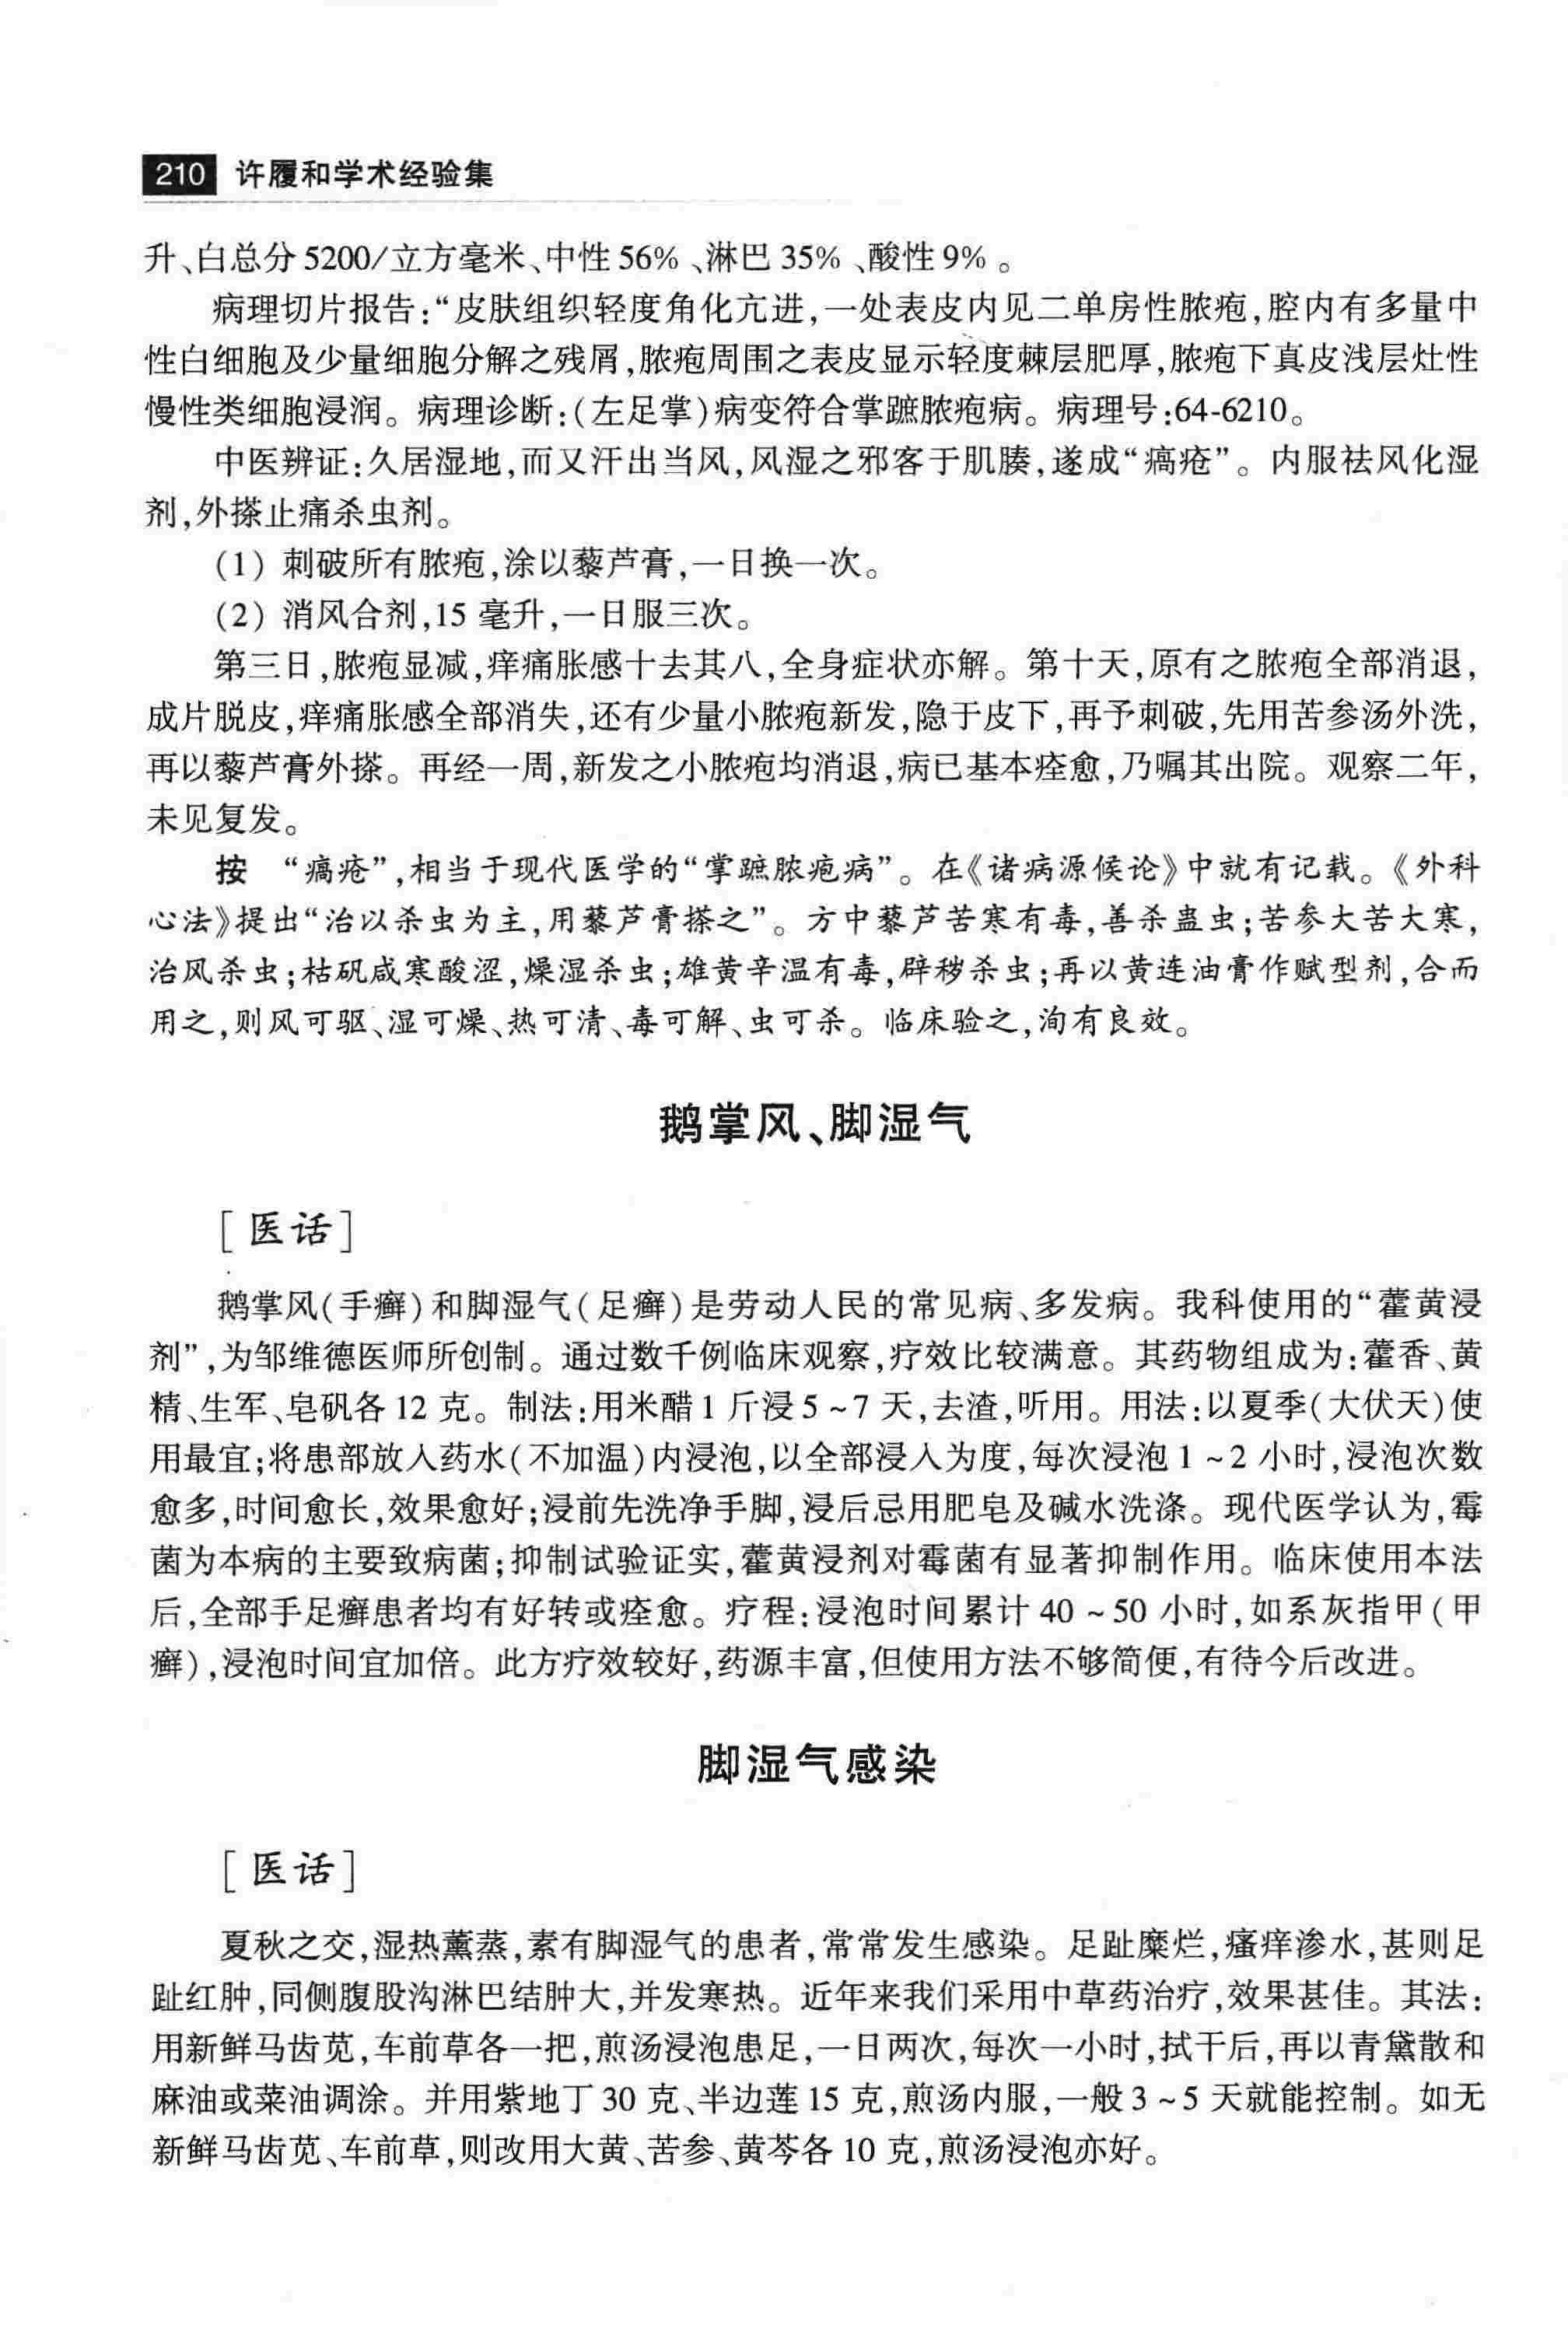 210 许履和学术经验集
升、白总分5200/立方毫米、中性56%、淋巴35%、酸性9%。
病理切片报告:“皮肤组织轻度角化亢进,一处表皮内见二单房性脓疱,腔内有多量中
性白细胞及少量细胞分解之残屑,脓疱周围之表皮显示轻度棘层肥厚,脓疱下真皮浅层灶性
慢性类细胞浸润。病理诊断:(左足掌)病变符合掌蹠脓疱病。病理号:64-6210。
中医辨证:久居湿地,而又汗出当风,风湿之邪客于肌腠,遂成“㿍疮”。内服祛风化湿
剂,外搽止痛杀虫剂。
(1) 刺破所有脓疱,涂以藜芦膏,一日换一次。
(2) 消风合剂,15 毫升,一日服三次。
第三日,脓疱显减,痒痛胀感十去其八,全身症状亦解。第十天,原有之脓疱全部消退,
成片脱皮,痒痛胀感全部消失,还有少量小脓疱新发,隐于皮下,再予刺破,先用苦参汤外洗,
再以藜芦膏外搽。再经一周,新发之小脓疱均消退,病已基本痊愈,乃嘱其出院。观察二年,
未见复发。
按 “㿍疮”,相当于现代医学的“掌蹠脓疱病”。在《诸病源候论》中就有记载。《外科
心法》提出“治以杀虫为主,用藜芦膏搽之”。方中藜芦苦寒有毒,善杀蛊虫;苦参大苦大寒,
治风杀虫;枯矾咸寒酸涩,燥湿杀虫;雄黄辛温有毒,辟秽杀虫;再以黄连油膏作赋型剂,合而
用之,则风可驱、湿可燥、热可清、毒可解、虫可杀。临床验之,洵有良效。
鹅掌风、脚湿气
[医话]
鹅掌风(手癣)和脚湿气(足癣)是劳动人民的常见病、多发病。我科使用的“藿黄浸
剂”,为邹维德医师所创制。通过数千例临床观察,疗效比较满意。其药物组成为:藿香、黄
精、生军、皂矾各 12 克。制法:用米醋1 斤浸5~7 天,去渣,听用。用法:以夏季(大伏天)使
用最宜;将患部放入药水(不加温)内浸泡,以全部浸入为度,每次浸泡 1~2 小时,浸泡次数
愈多,时间愈长,效果愈好;浸前先洗净手脚,浸后忌用肥皂及碱水洗涤。现代医学认为,霉
菌为本病的主要致病菌;抑制试验证实,藿黄浸剂对霉菌有显著抑制作用。临床使用本法
后,全部手足癣患者均有好转或痊愈。疗程:浸泡时间累计 40~50 小时,如系灰指甲(甲
癣),浸泡时间宜加倍。此方疗效较好,药源丰富,但使用方法不够简便,有待今后改进。
脚湿气感染
[医话]
夏秋之交,湿热薰蒸,素有脚湿气的患者,常常发生感染。足趾糜烂,瘙痒渗水,甚则足
趾红肿,同侧腹股沟淋巴结肿大,并发寒热。近年来我们采用中草药治疗,效果甚佳。其法:
用新鲜马齿苋,车前草各一把,煎汤浸泡患足,一日两次,每次一小时,拭干后,再以青黛散和
麻油或菜油调涂。并用紫地丁 30 克、半边莲 15 克,煎汤内服,一般3~5 天就能控制。如无
新鲜马齿苋、车前草,则改用大黄、苦参、黄芩各 10 克,煎汤浸泡亦好。